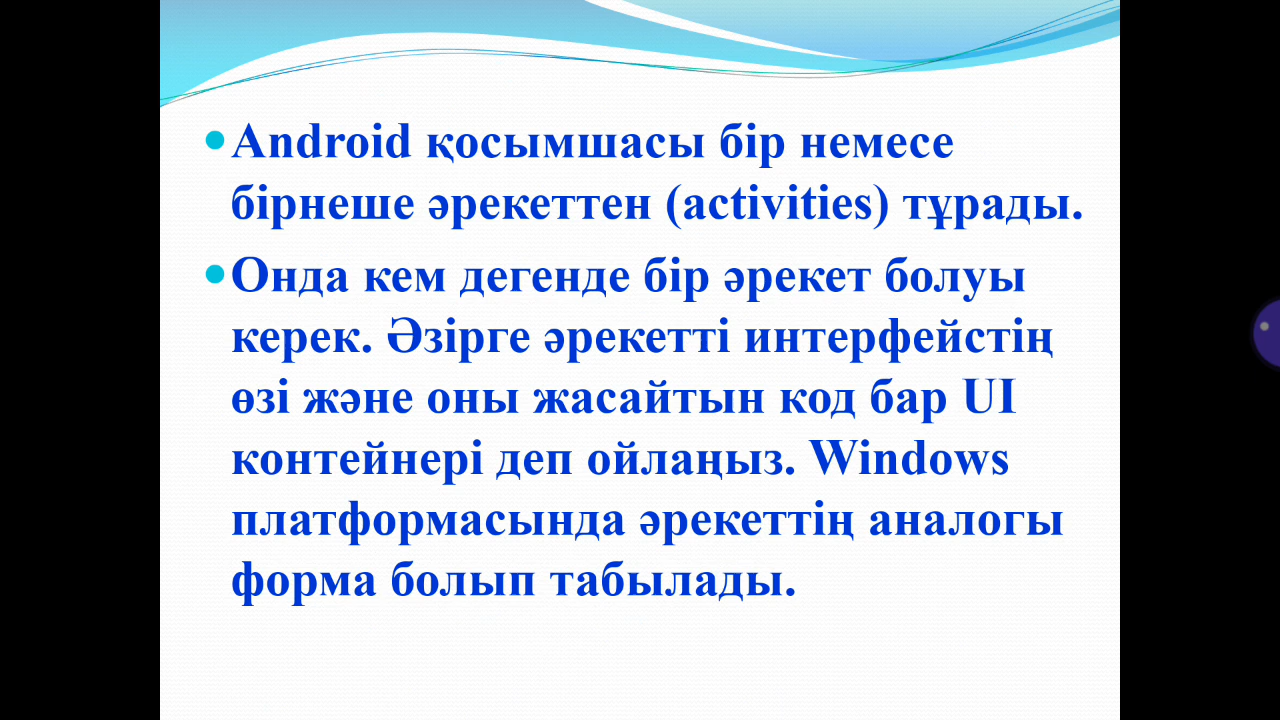 Android қосымшасы бір немесе
бірнеше әрекеттен (activities) тұрады.
Онда кем дегенде бір әрекет болуы
керек. Әзірге әрекетті интерфейстің
өзі және оны жасайтын код бар UI
контейнері деп ойлаңыз. Windows
платформасында әрекеттің аналогы
форма болып табылады.